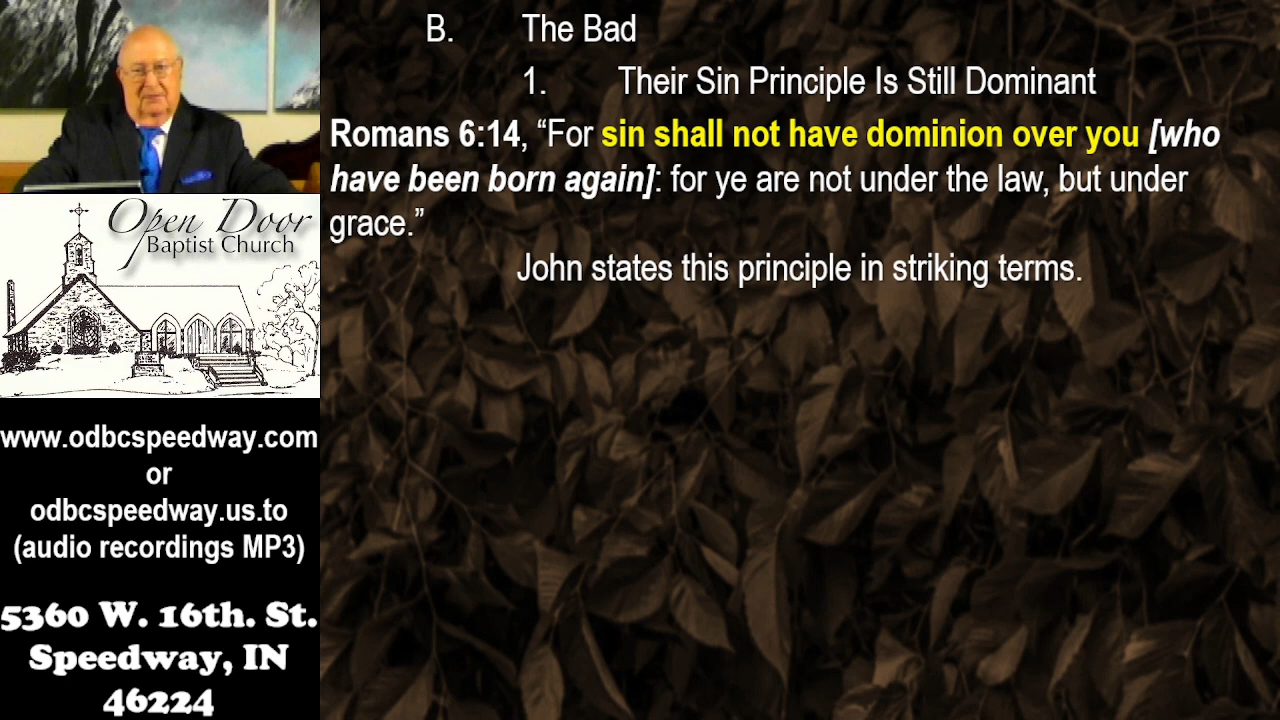 Open Door
Baptist Church
www.odbcspeedway.com
or
odbcspeedway.us.to
(audio recordings MP3)
5360 W. 16th. St.
Speedway, IN
46224
B. The Bad
1. Their Sin Principle Is Still Dominant
Romans 6:14, “For sin shall not have dominion over you [who
have been born again]: for ye are not under the law, but under
grace.”
John states this principle in striking terms.